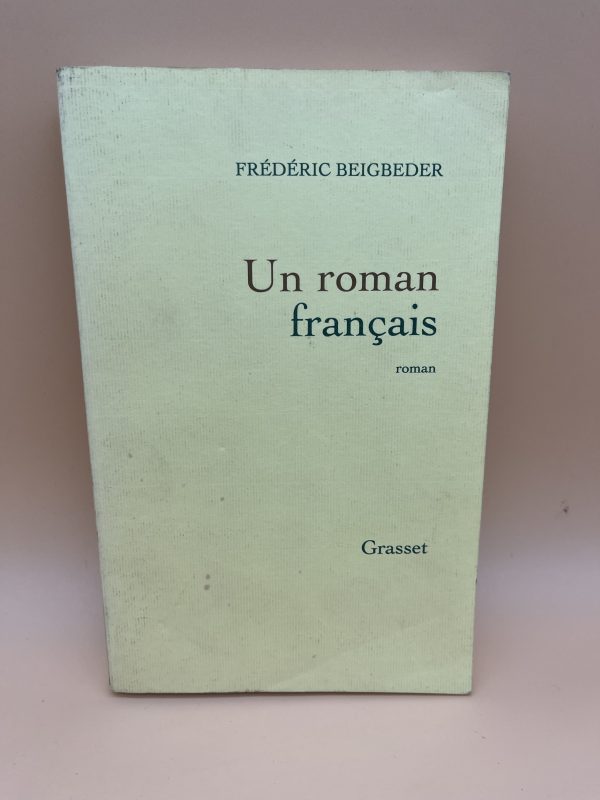 FRÉDÉRIC BEIGBEDER
Un roman
français
roman
Grasset